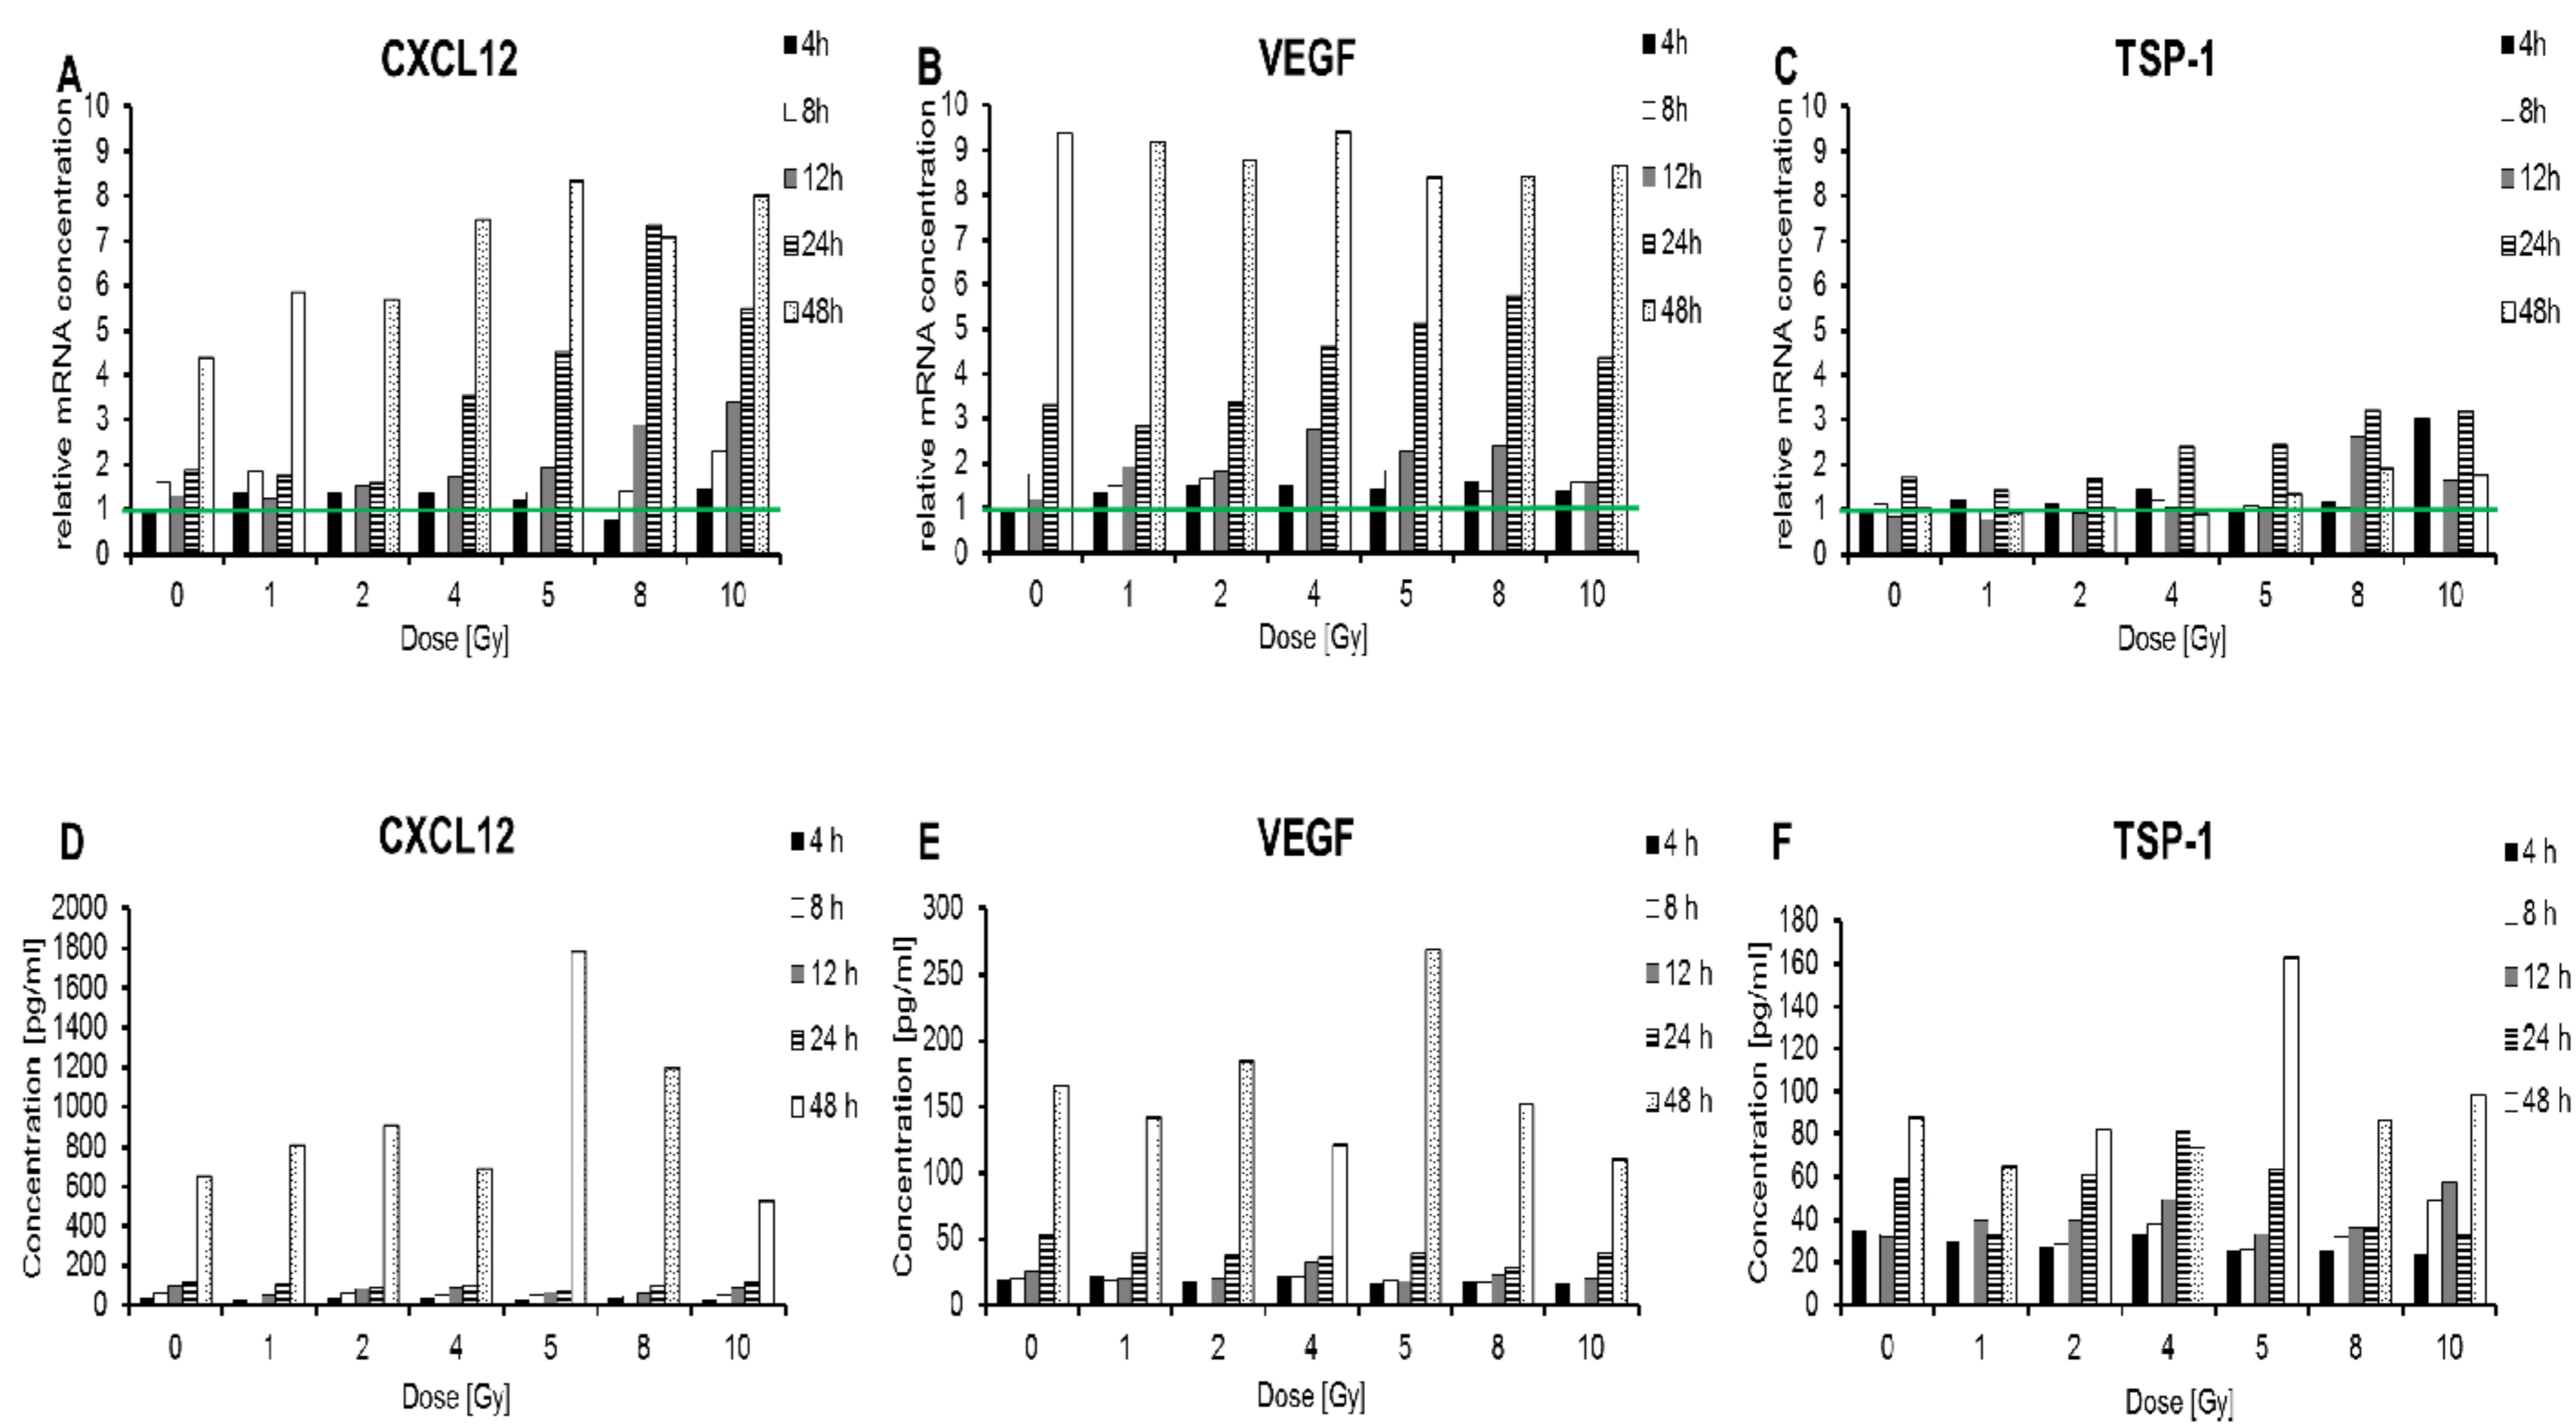 A
CXCL12
relative mRNA concentration
10
9
8
7
6
5
4
3
2
1
0
0 1 2 4 5 8 10
Dose [Gy]
4h
8h
12h
24h
48h
B
VEGF
relative mRNA concentration
10
9
8
7
6
5
4
3
2
1
0
0 1 2 4 5 8 10
Dose [Gy]
4h
8h
12h
24h
48h
C
TSP-1
relative mRNA concentration
10
9
8
7
6
5
4
3
2
1
0
0 1 2 4 5 8 10
Dose [Gy]
4h
8h
12h
24h
48h
D
CXCL12
Concentration [pg/ml]
2000
1800
1600
1400
1200
1000
800
600
400
200
0
0 1 2 4 5 8 10
Dose [Gy]
4 h
8 h
12 h
24 h
48 h
E
VEGF
Concentration [pg/ml]
300
250
200
150
100
50
0
0 1 2 4 5 8 10
Dose [Gy]
4 h
8 h
12 h
24 h
48 h
F
TSP-1
Concentration [pg/ml]
180
160
140
120
100
80
60
40
20
0
0 1 2 4 5 8 10
Dose [Gy]
4 h
8 h
12 h
24 h
48 h